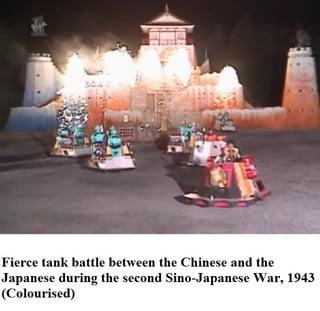 Fierce tank battle between the Chinese and the
Japanese during the second Sino-Japanese War, 1943
(Colourised)